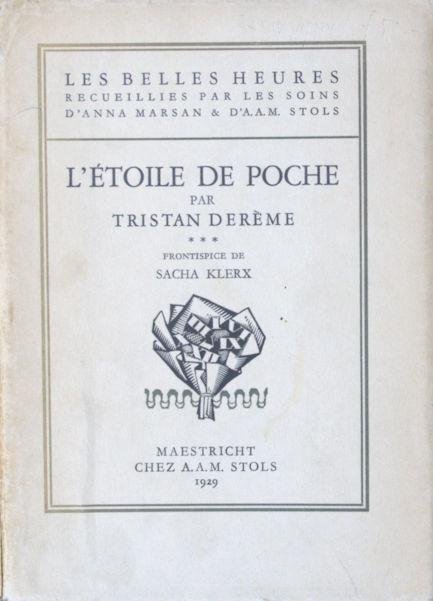 LES BELLES HEURES
RECUEILLIES PAR LES SOINS
D'ANNA MARSAN & D'A.A.M. STOLS
L'ÉTOILE DE POCHE
PAR
TRISTAN DERÈME
* * *
FRONTISPICE DE
SACHA KLERX
MAESTRICHT
CHEZ A.A.M. STOLS
1929